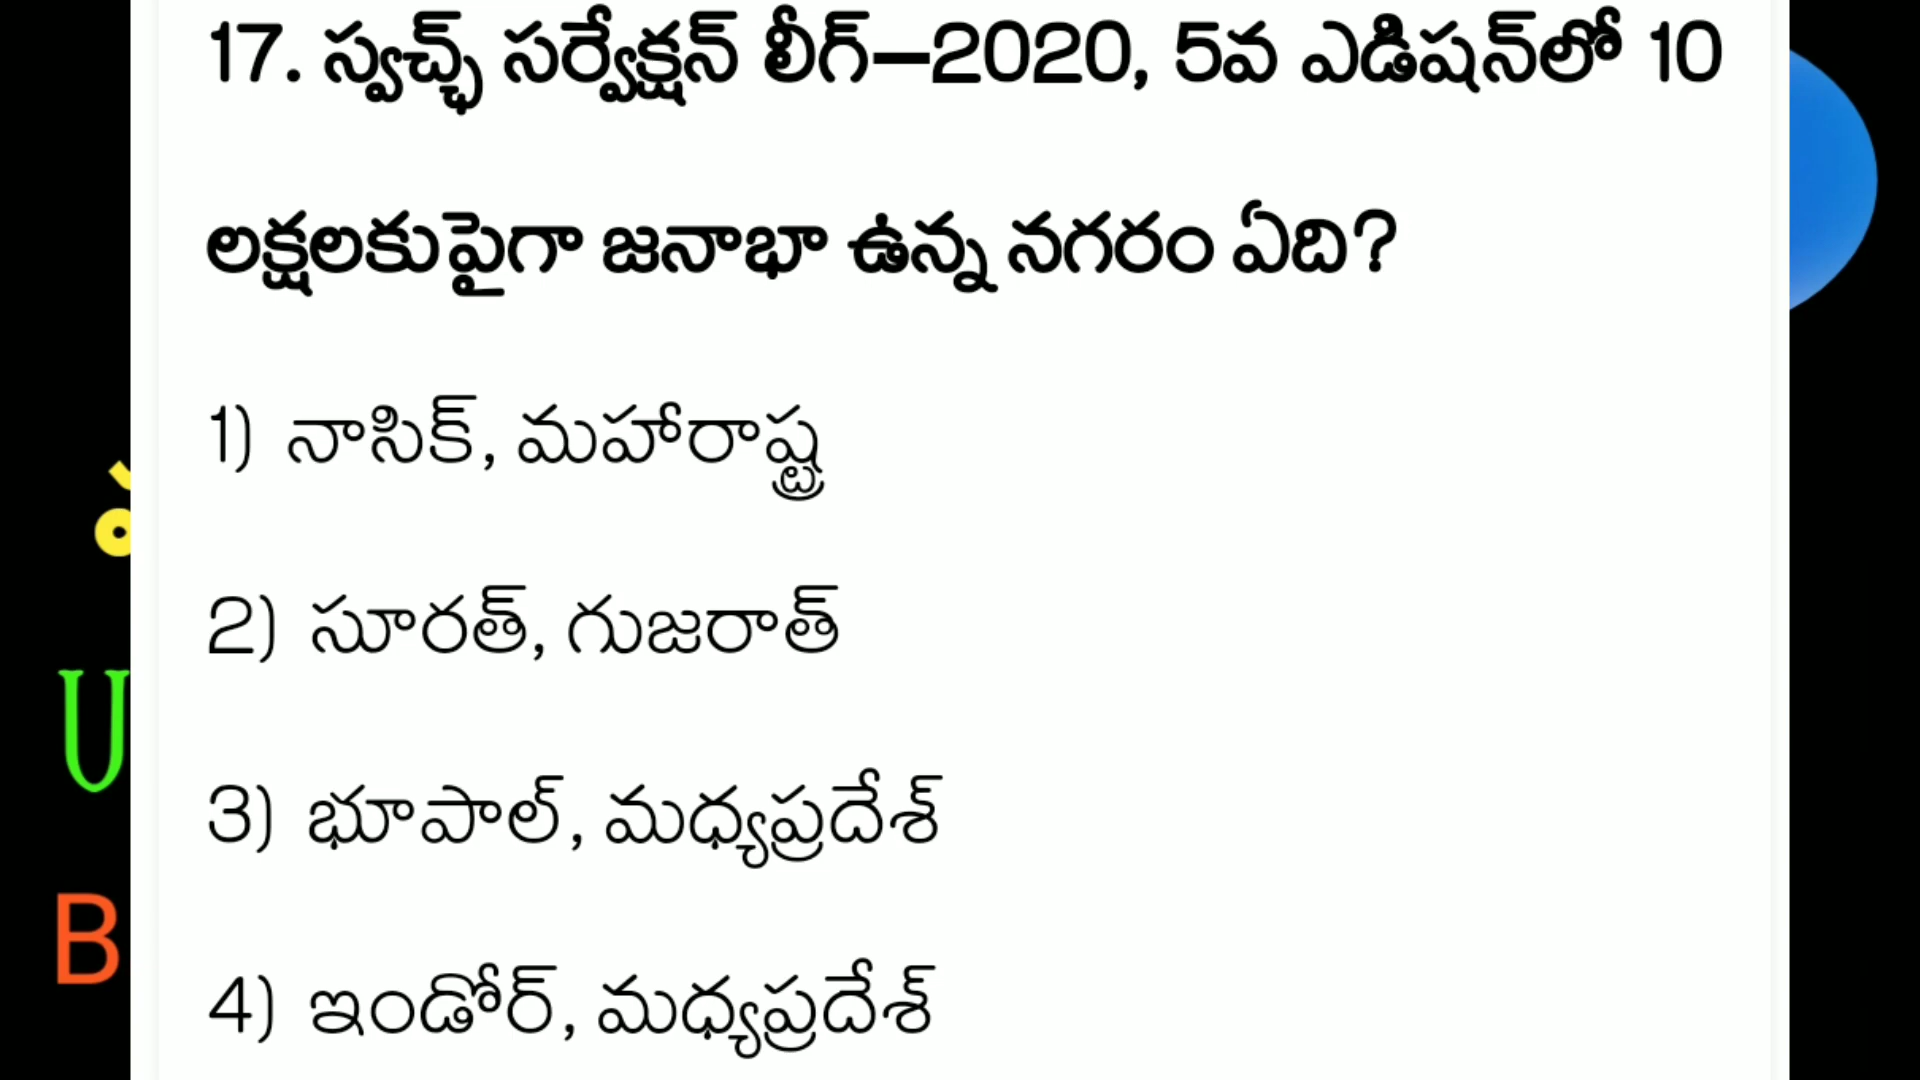 17. స్వచ్ఛ్ సర్వేక్షన్ లీగ్–2020, 5వ ఎడిషన్‌లో 10
లక్షలకుపైగా జనాభా ఉన్న నగరం ఏది?
1) నాసిక్, మహారాష్ట్ర
2) సూరత్, గుజరాత్
3) భూపాల్, మధ్యప్రదేశ్
4) ఇండోర్, మధ్యప్రదేశ్
U
B